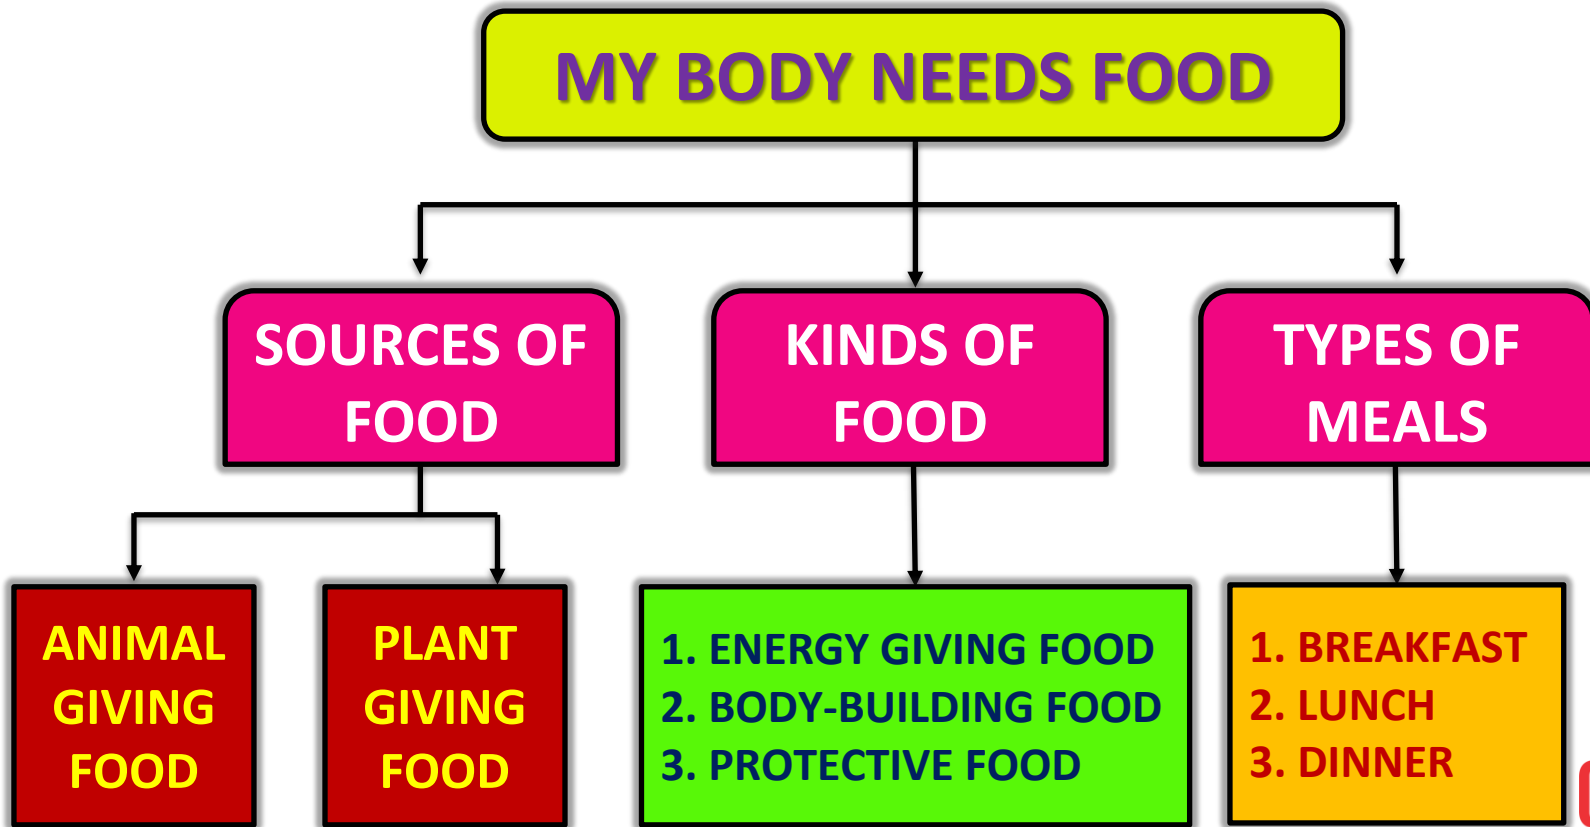 MY BODY NEEDS FOOD
SOURCES OF
FOOD
KINDS OF
FOOD
TYPES OF
MEALS
ANIMAL
GIVING
FOOD
PLANT
GIVING
FOOD
1. ENERGY GIVING FOOD
2. BODY-BUILDING FOOD
3. PROTECTIVE FOOD
1. BREAKFAST
2. LUNCH
3. DINNER